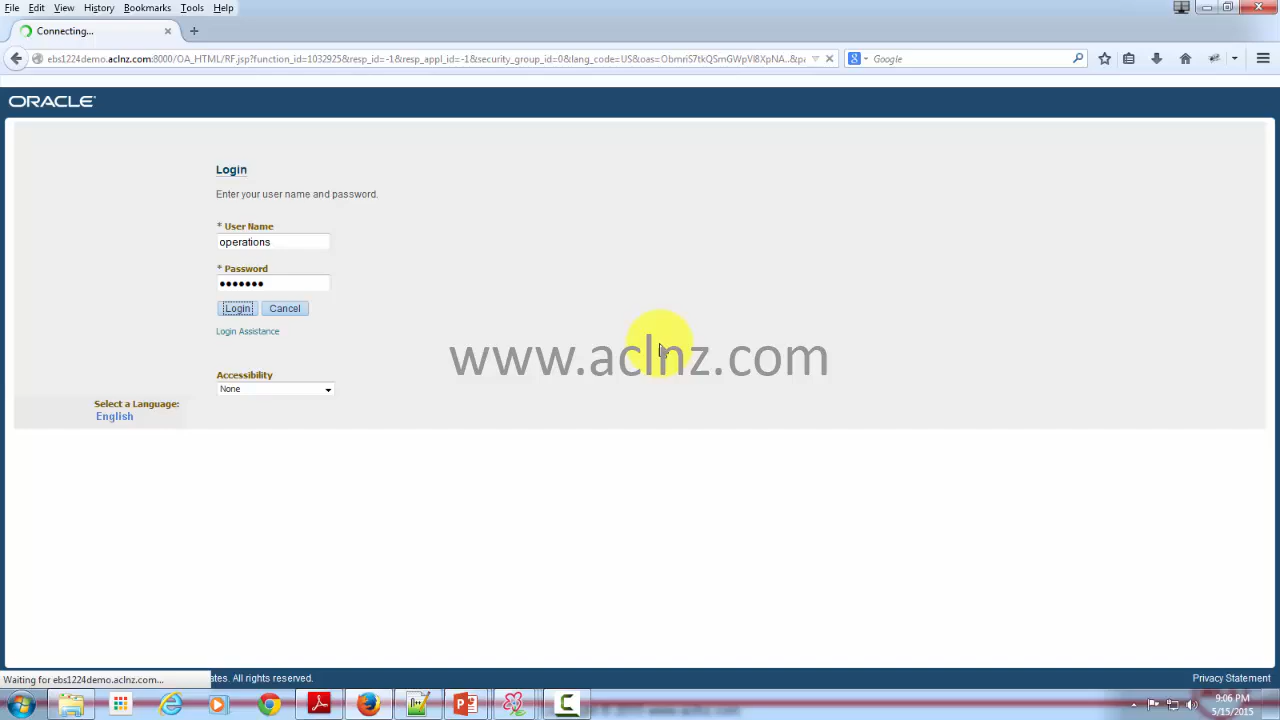 File Edit View History Bookmarks Tools Help
Connecting...
ebs1224demo.aclnz.com:8000/OA_HTML/RF.jsp?function_id=1032925&resp_id=-1&resp_appl_id=-1&security_group_id=0&lang_code=US&oas=ObmriS7tkQSmGWpVi8XpNA..&pa
Google
ORACLE
Login
Enter your user name and password.
* User Name
operations
* Password
Login Cancel
Login Assistance
www.aclnz.com
Accessibility
None
Select a Language:
English
Waiting for ebs1224demo.aclnz.com...
ates. All rights reserved.
Privacy Statement
9:06 PM
5/15/2015